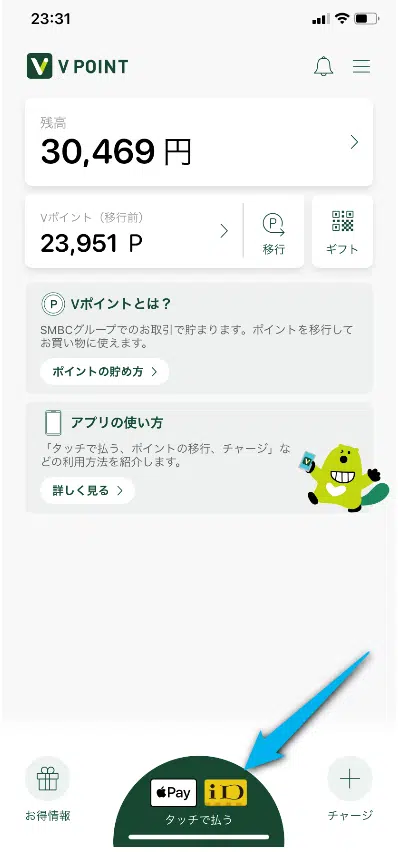 23:31
V POINT
残高
30,469 円
Vポイント（移行前）
23,951 P
P
移行
ギフト
P
Vポイントとは？
SMBCグループでのお取引で貯まります。ポイントを移行して
お買い物に使えます。
ポイントの貯め方
アプリの使い方
「タッチで払う、ポイントの移行、チャージ」な
どの利用方法を紹介します。
詳しく見る
V
Pay
iD
お得情報
タッチで払う
チャージ